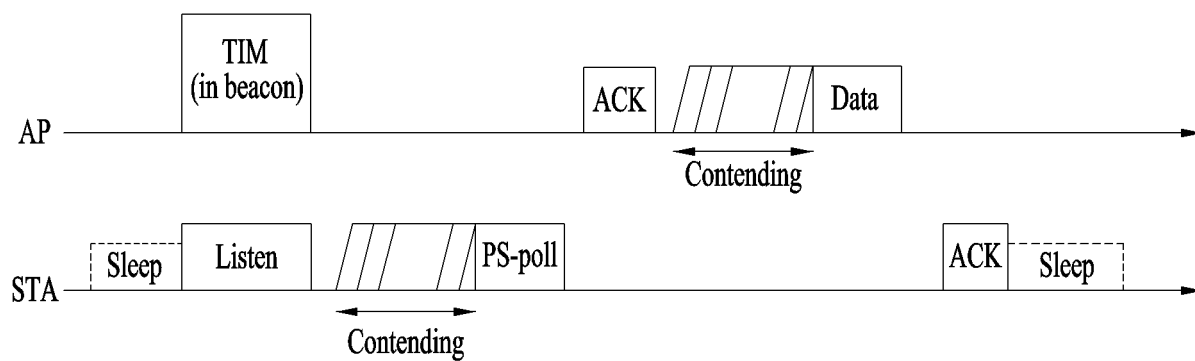 TIM
(in beacon)
ACK
Data
AP
Contending
Sleep
Listen
PS-poll
ACK
Sleep
STA
Contending